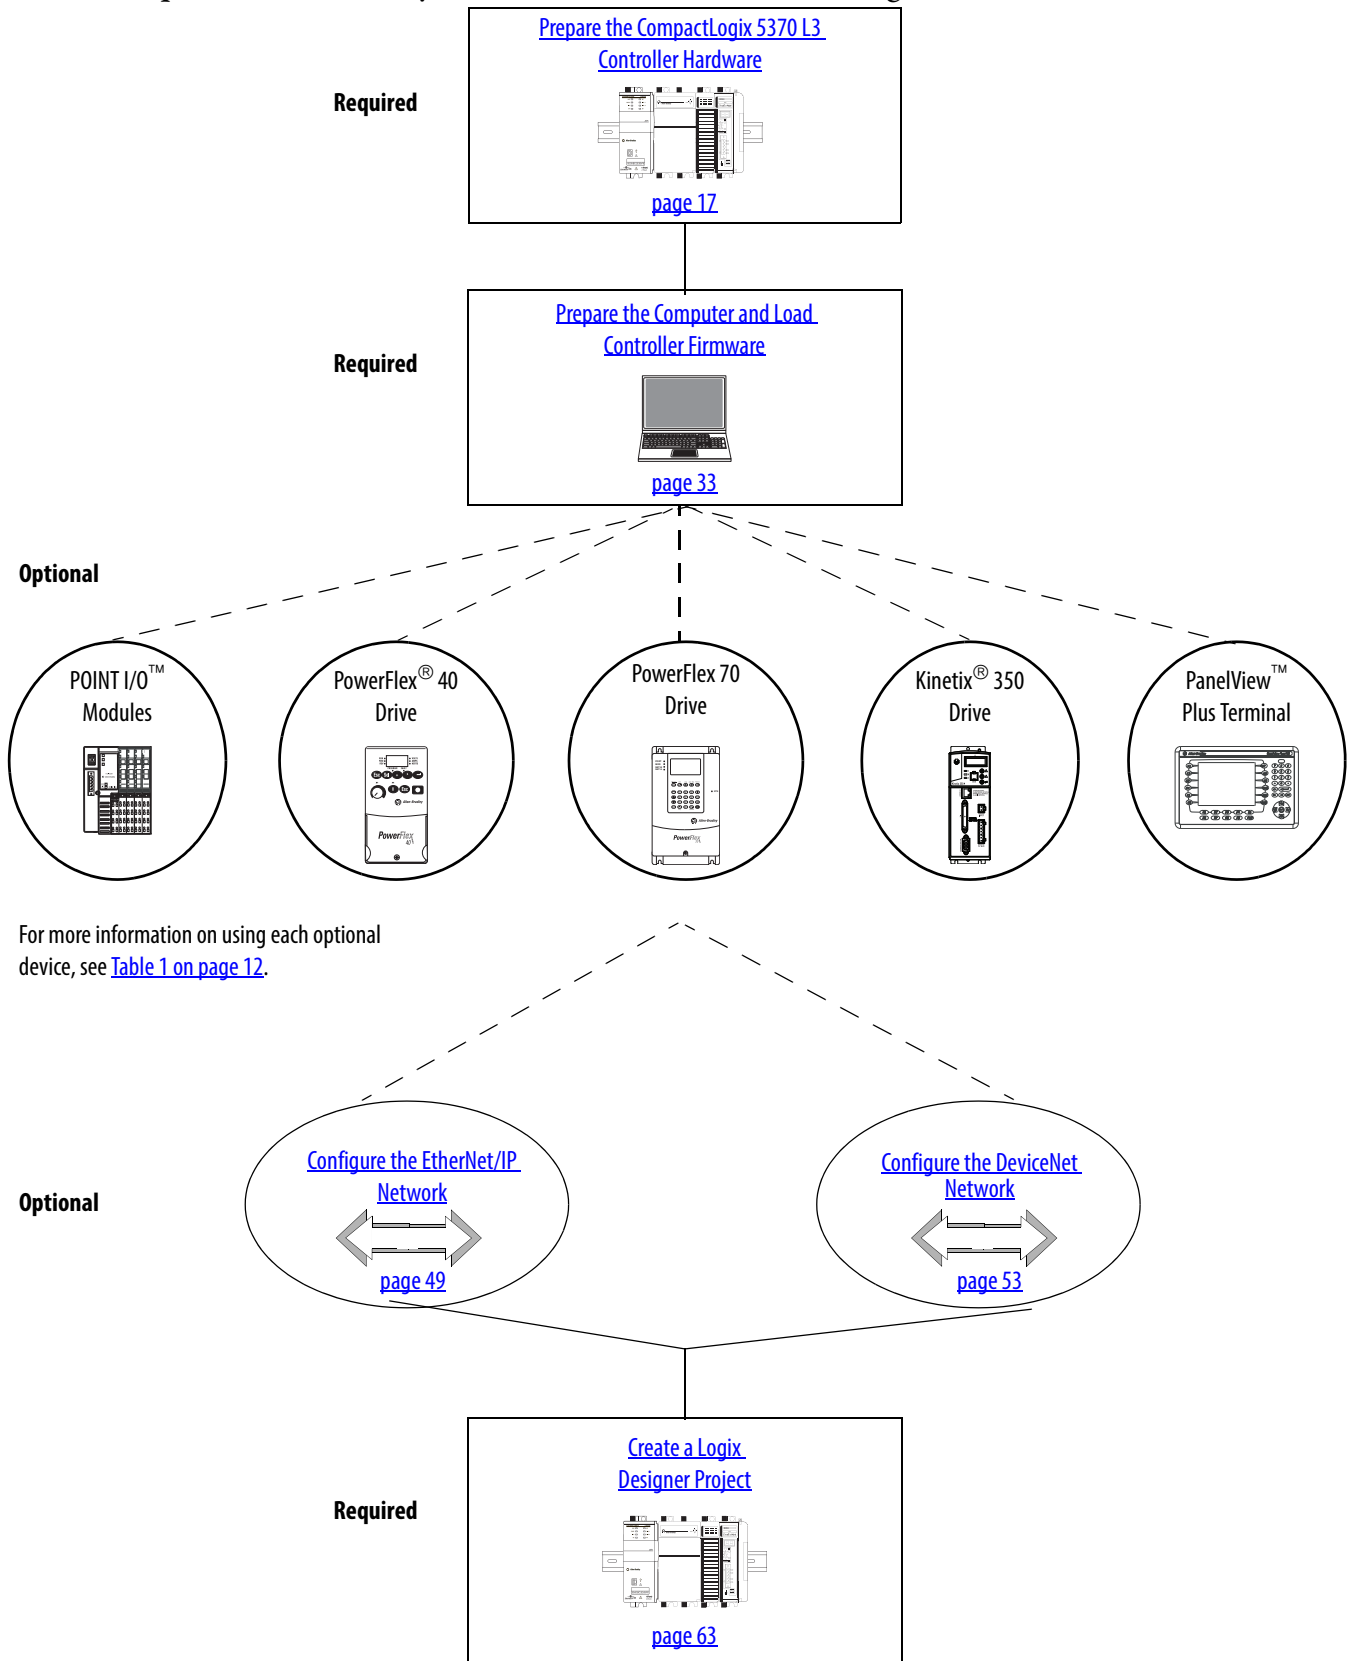 Prepare the CompactLogix 5370 L3
Controller Hardware
Required
page 17
Prepare the Computer and Load
Controller Firmware
Required
page 33
Optional
POINT I/O™
Modules
PowerFlex® 40
Drive
PowerFlex 70
Drive
Kinetix® 350
Drive
PanelView™
Plus Terminal
PowerFlex
40
PowerFlex
For more information on using each optional
device, see Table 1 on page 12.
Configure the EtherNet/IP
Network
page 49
Optional
Configure the DeviceNet
Network
page 53
Create a Logix
Designer Project
Required
page 63